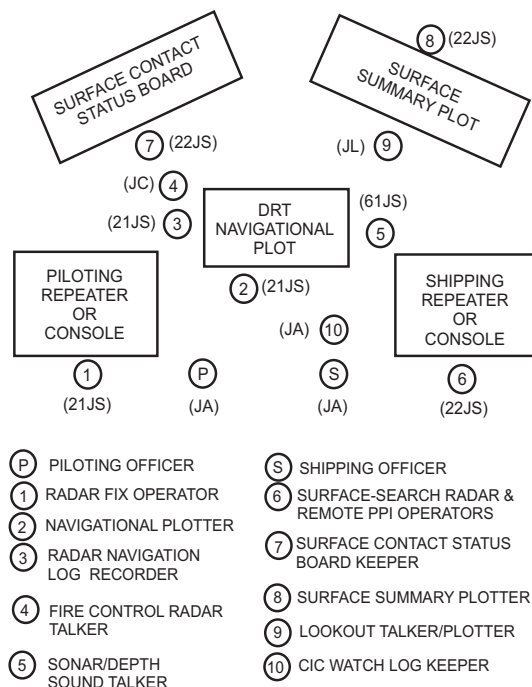 SURFACE CONTACT
STATUS BOARD
8 (22JS)
SURFACE
SUMMARY PLOT
7 (22JS)
(JL) 9
(JC) 4
(21JS) 3
DRT
NAVIGATIONAL
PLOT
(61JS)
5
PILOTING
REPEATER
OR
CONSOLE
2 (21JS)
SHIPPING
REPEATER
OR
CONSOLE
(JA) 10
1
(21JS)
P
(JA)
S
(JA)
6
(22JS)
P PILOTING OFFICER
1 RADAR FIX OPERATOR
2 NAVIGATIONAL PLOTTER
3 RADAR NAVIGATION
LOG RECORDER
4 FIRE CONTROL RADAR
TALKER
5 SONAR/DEPTH
SOUND TALKER
S SHIPPING OFFICER
6 SURFACE-SEARCH RADAR &
REMOTE PPI OPERATORS
7 SURFACE CONTACT STATUS
BOARD KEEPER
8 SURFACE SUMMARY PLOTTER
9 LOOKOUT TALKER/PLOTTER
10 CIC WATCH LOG KEEPER